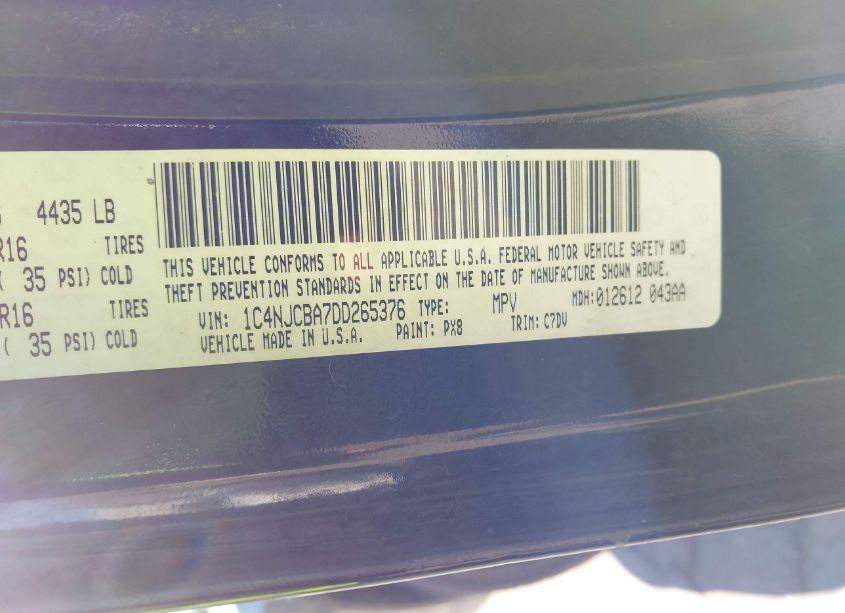 4435 LB
R16 TIRES
( 35 PSI) COLD
R16 TIRES
( 35 PSI) COLD
THIS VEHICLE CONFORMS TO ALL APPLICABLE U.S.A. FEDERAL MOTOR VEHICLE SAFETY AND
THEFT PREVENTION STANDARDS IN EFFECT ON THE DATE OF MANUFACTURE SHOWN ABOVE.
VIN: 1C4NJCBA7DD265376 TYPE: MPV MDH:012612 043AA
VEHICLE MADE IN U.S.A. PAINT: PX8 TRIM: C7DV